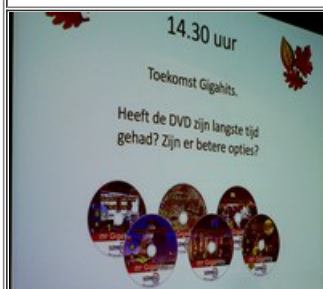 14.30 uur
Toekomst Gigahits.
Heeft de DVD zijn langste tijd
gehad? Zijn er betere opties?